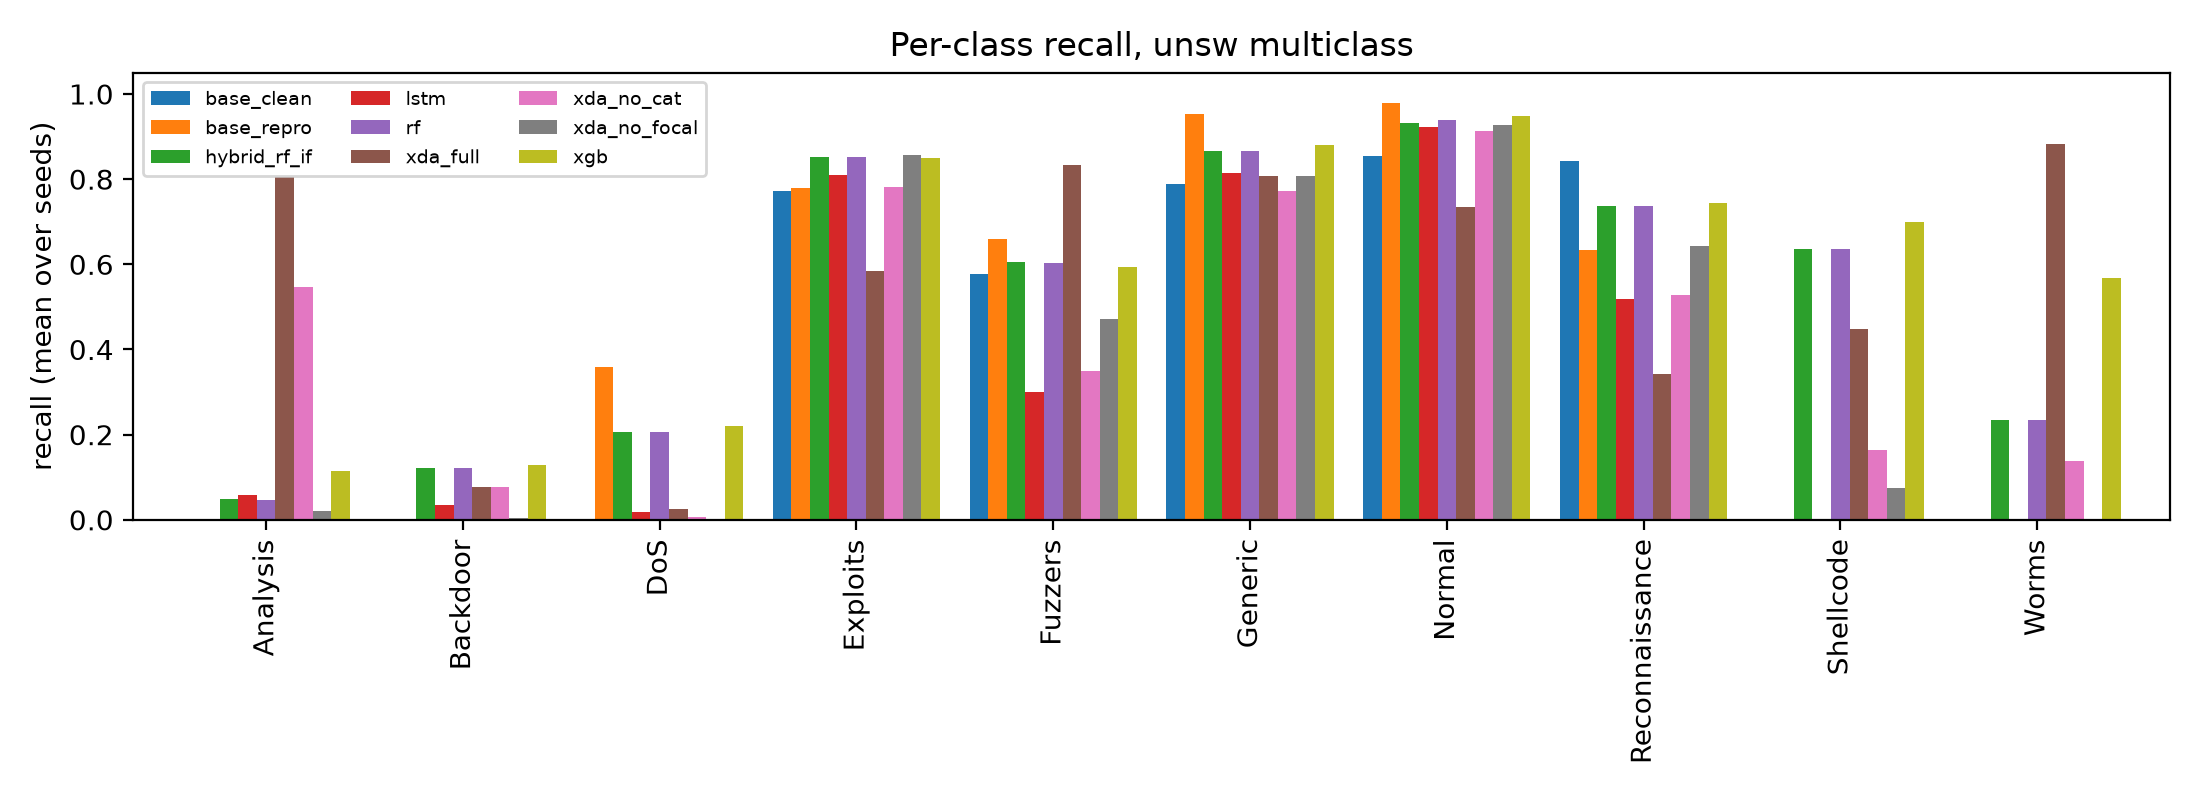 Per-class recall, unsw multiclass
recall (mean over seeds)
1.0
0.8
0.6
0.4
0.2
0.0
base_clean
base_repro
hybrid_rf_if
lstm
rf
xda_full
xda_no_cat
xda_no_focal
xgb
Analysis
Backdoor
DoS
Exploits
Fuzzers
Generic
Normal
Reconnaissance
Shellcode
Worms